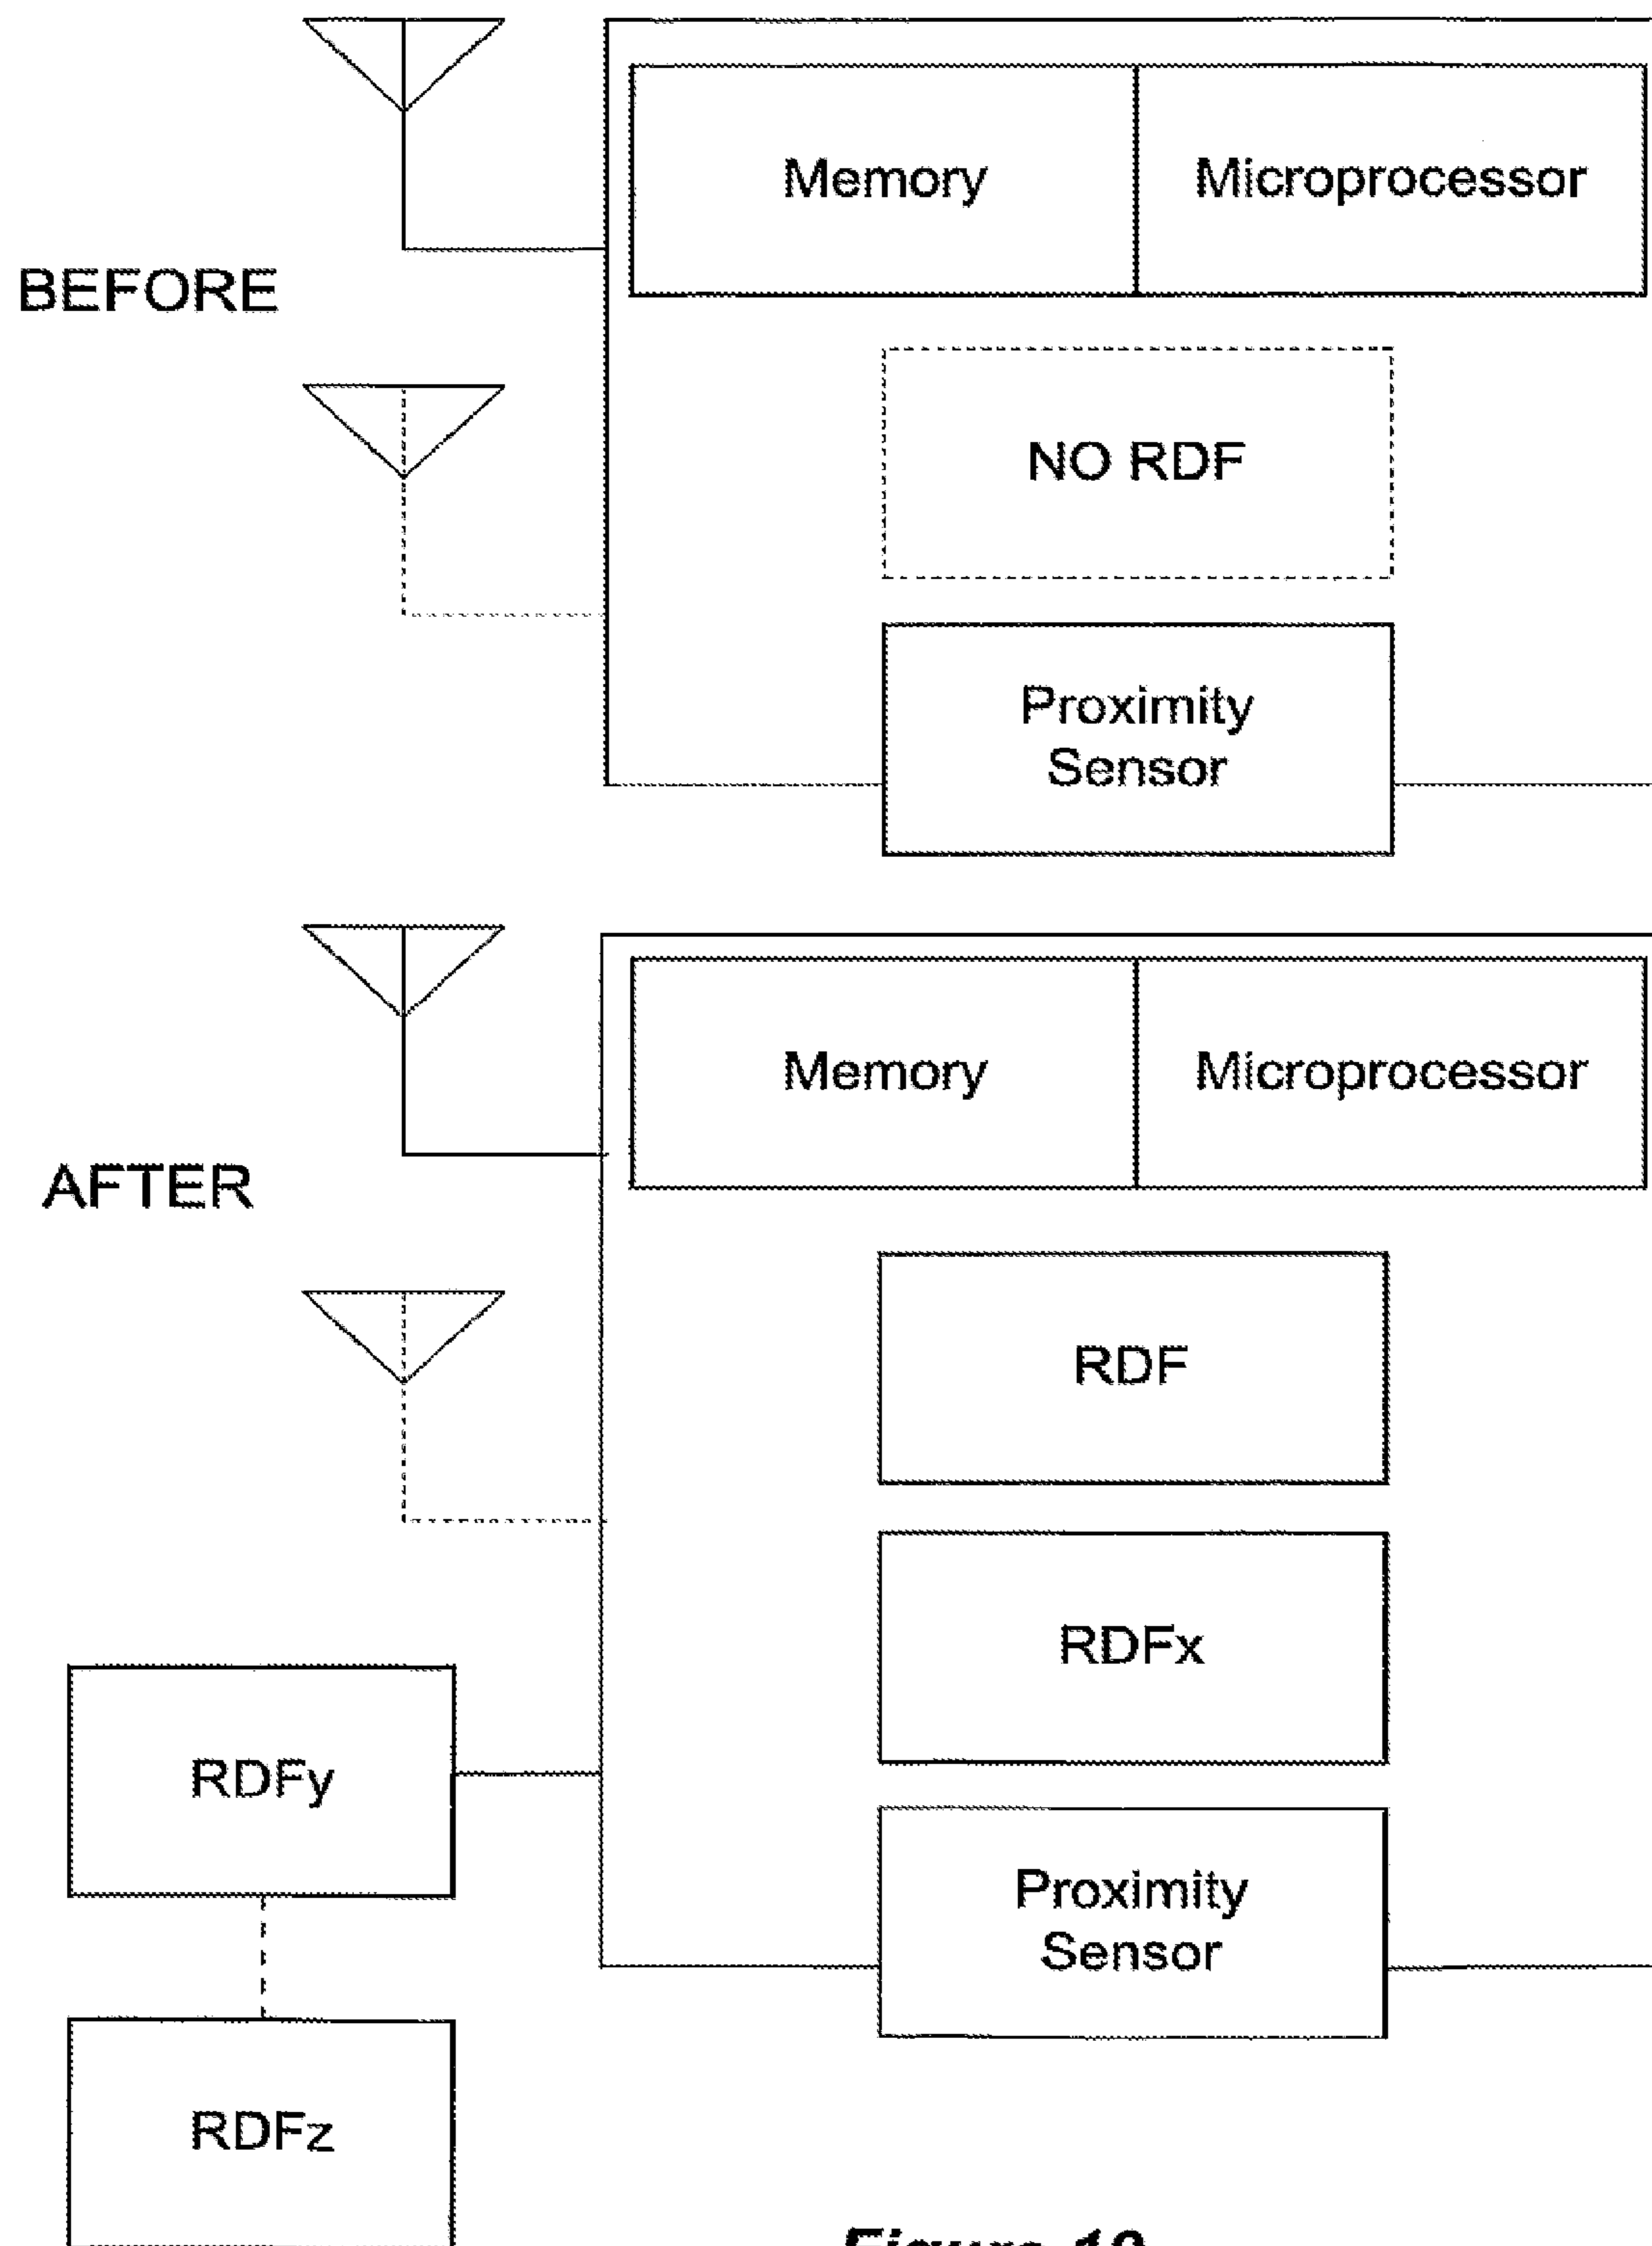 Memory
Microprocessor
BEFORE
NO RDF
Proximity
Sensor
Memory
Microprocessor
AFTER
RDF
RDFx
RDFy
Proximity
Sensor
RDFz